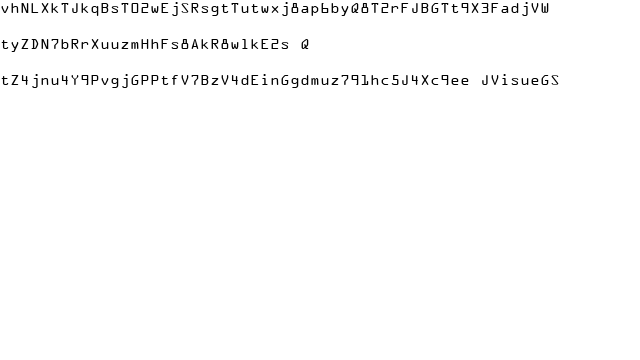 vhNLXkTJkqBsTO2wEjSRsgtTutwxj8ap6byQ8T2rFJBGTt9X3FadjVW
tyZDN7bRrXuuzmHhFs8AkR8w1kE2s Q
tZ4jnu4Y9PvgjGPPtfV7BzV4dEinGgdmuz791hc5J4Xc9ee JVisueGS